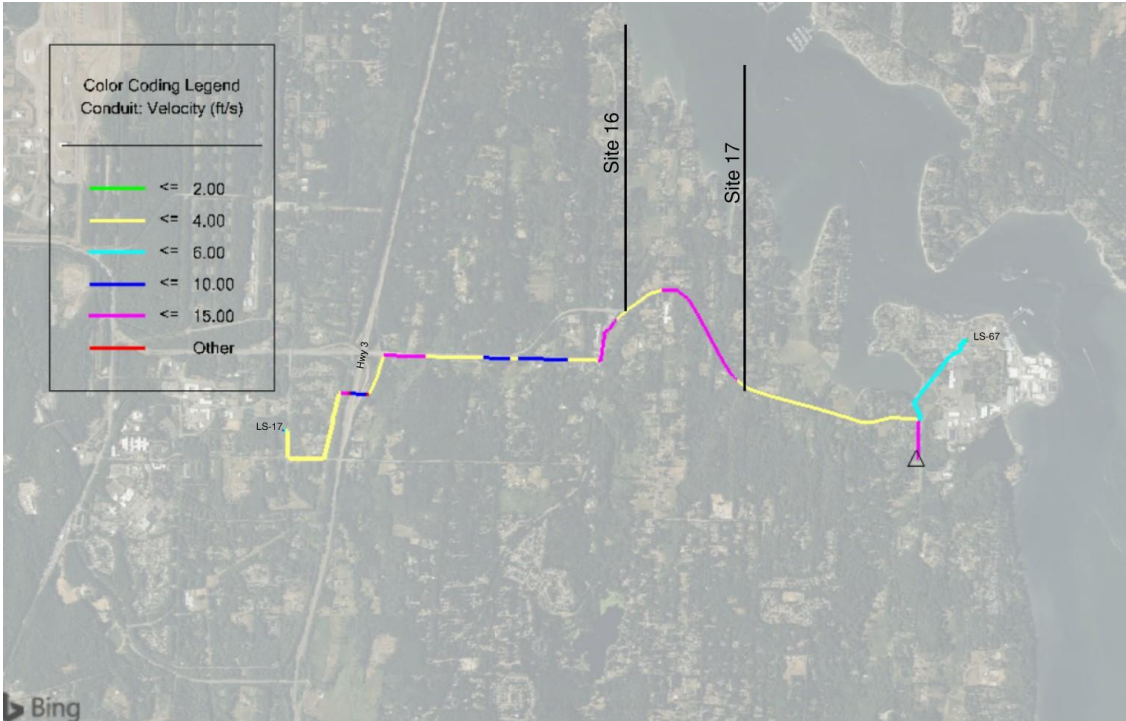 Color Coding Legend
Conduit: Velocity (ft/s)
<= 2.00
<= 4.00
<= 6.00
<= 10.00
<= 15.00
Other
Site 16
Site 17
Hwy 3
LS-67
LS-17
Bing